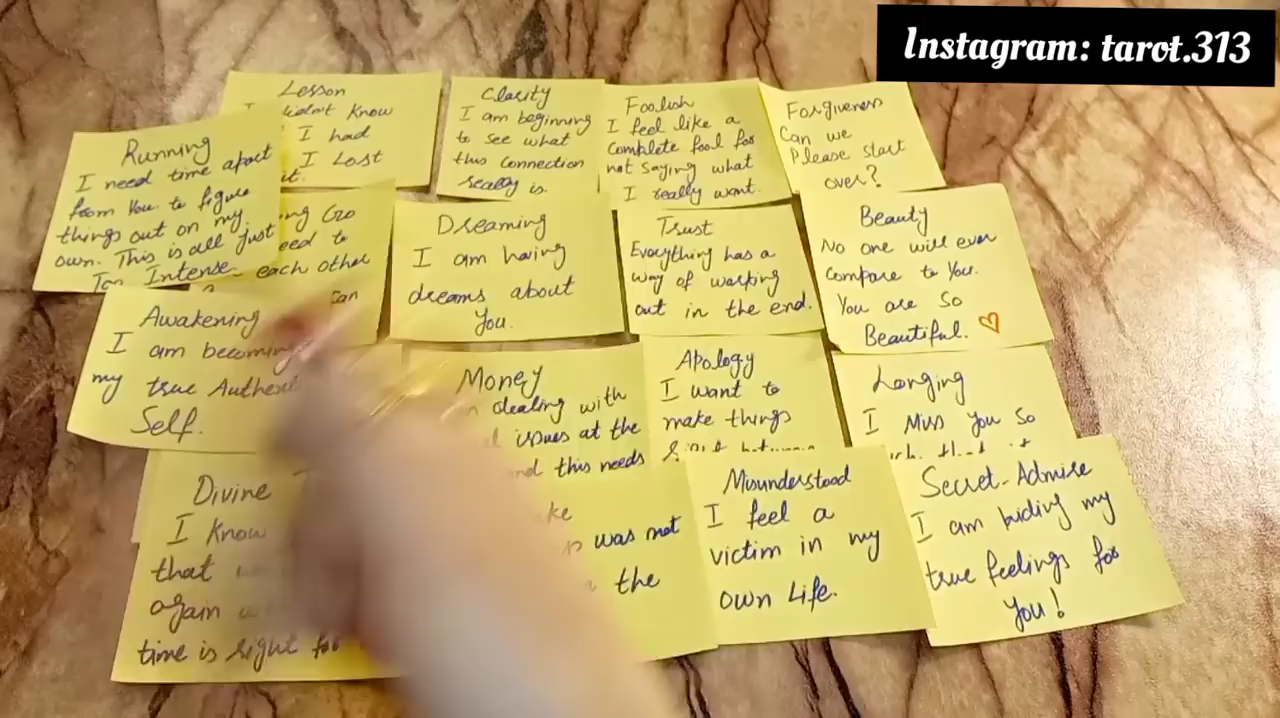 Instagram: tarot.313
Lesson
didn't Know
I had
I Lost
it.
Clarity
I am beginning
to see what
this connection
really is.
Foolish
I feel like a
complete fool for
not saying what
I really want.
Forgiveness
Can we
Please start
over?
Running
I need time apart
from You to figure
things out on my
own. This is all just
Too Intense
Go
each other
Can
Dreaming
I am having
dreams about
You.
Trust
Everything has a
way of working
out in the end.
Beauty
No one will ever
Compare to You.
You are So
Beautiful.
Awakening
I am becoming
my true
Self.
Money
dealing with
issues at the
this needs
Apology
I want to
make things
Longing
I Miss You So
Divine
I Know
that
again
time is right for
was not
the
Misunderstood
I feel a
victim in my
own Life.
Secret-Admire
I am hiding my
true feelings for
You!